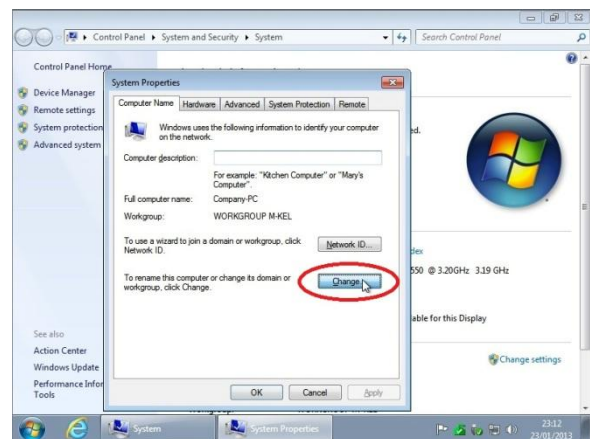 Control Panel ▸ System and Security ▸ System
Search Control Panel
Control Panel Home
Device Manager
Remote settings
System protection
Advanced system
See also
Action Center
Windows Update
Performance Infor
Tools
System Properties
Computer Name Hardware Advanced System Protection Remote
Windows uses the following information to identify your computer
on the network.
Computer description:
For example: "Kitchen Computer" or "Mary's
Computer".
Full computer name: Company-PC
Workgroup: WORKGROUP M-KEL
To use a wizard to join a domain or workgroup, click
Network ID.
Network ID...
To rename this computer or change its domain or
workgroup, click Change.
Change...
OK Cancel Apply
ed.
dex
550 @ 3.20GHz 3.19 GHz
able for this Display
Change settings
System
System Properties
23:12
23/01/2013